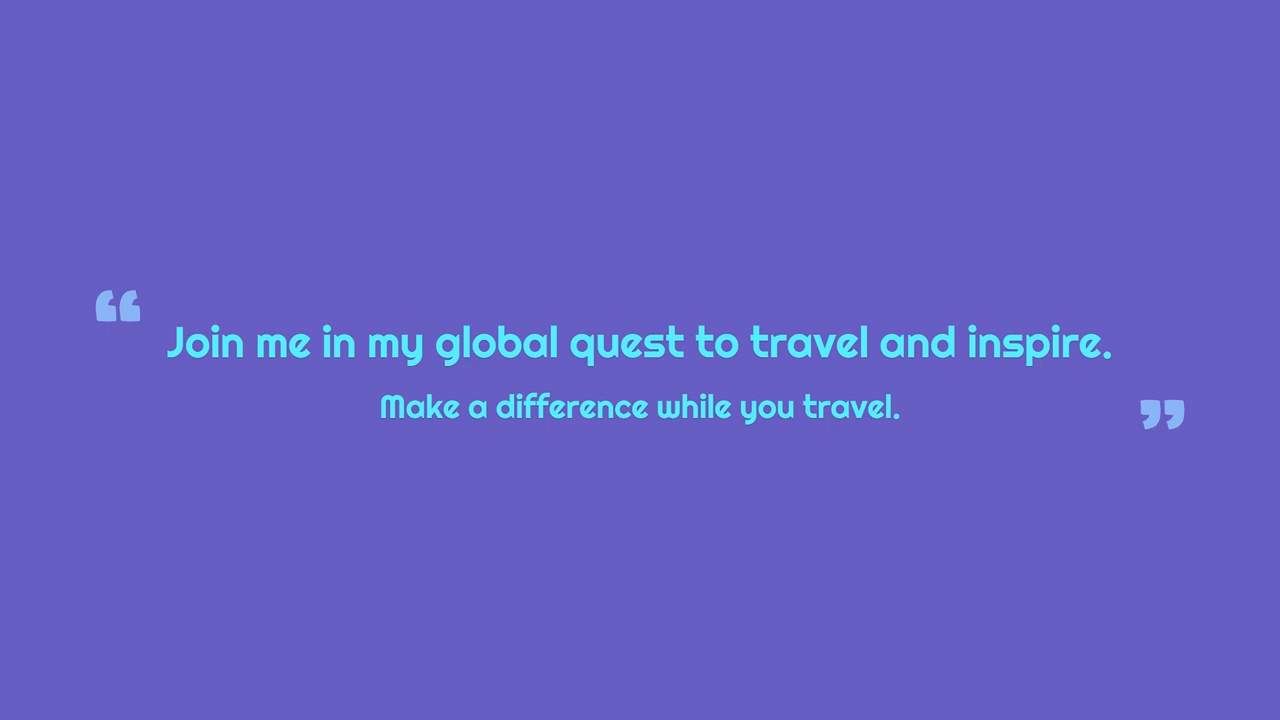 “Join me in my global quest to travel and inspire.
Make a difference while you travel.”